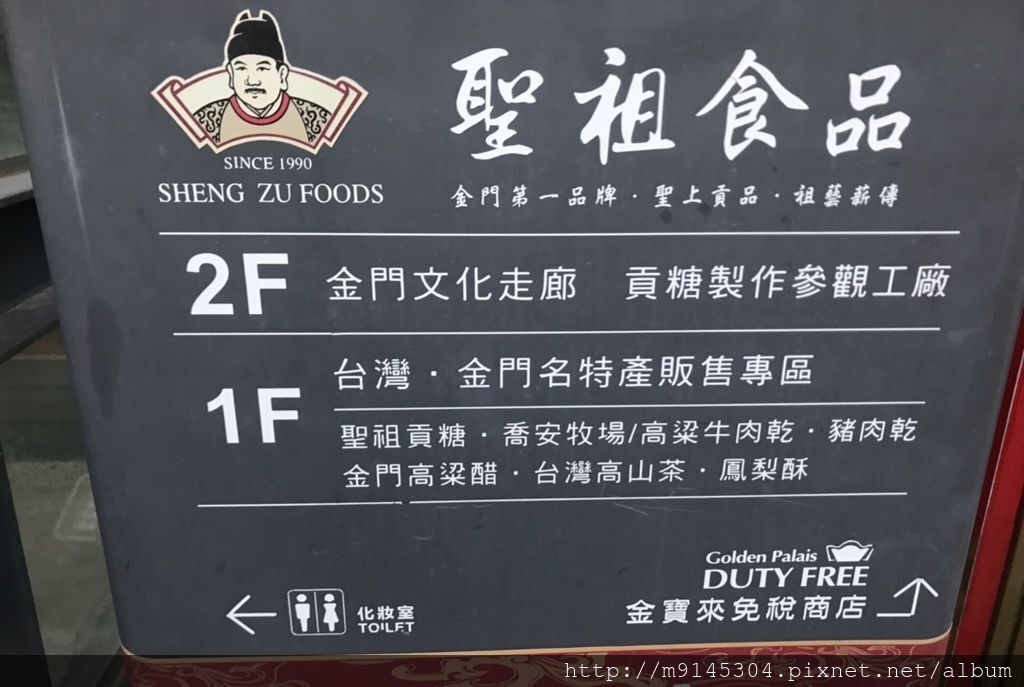 聖祖食品
SINCE 1990
SHENG ZU FOODS
金門第一品牌·聖上貢品·祖藝薪傳
2F 金門文化走廊 貢糖製作參觀工廠
1F 台灣·金門名特產販售專區
聖祖貢糖·喬安牧場/高粱牛肉乾·豬肉乾
金門高粱醋·台灣高山茶·鳳梨酥
Golden Palais
DUTY FREE
金寶來免稅商店
化妝室
TOILET
http://m9145304.pixnet.net/album